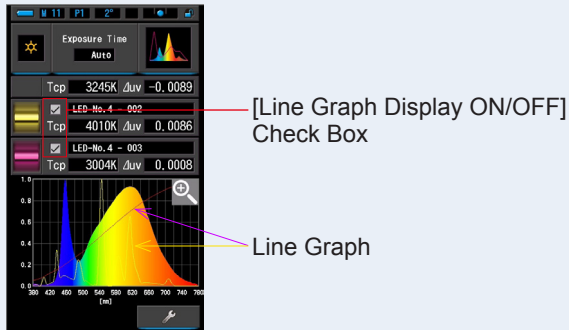 M 11 P1 2°
Exposure Time
Auto
Tcp 3245K ⊿uv -0.0089
LED-No.4 - 002
Tcp 4010K ⊿uv 0.0086
LED-No.4 - 003
Tcp 3004K ⊿uv 0.0008
[Line Graph Display ON/OFF]
Check Box
1.0
0.8
0.6
0.4
0.2
0.0
Line Graph
380 420 460 500 540 580 620 660 700 740 780
[nm]